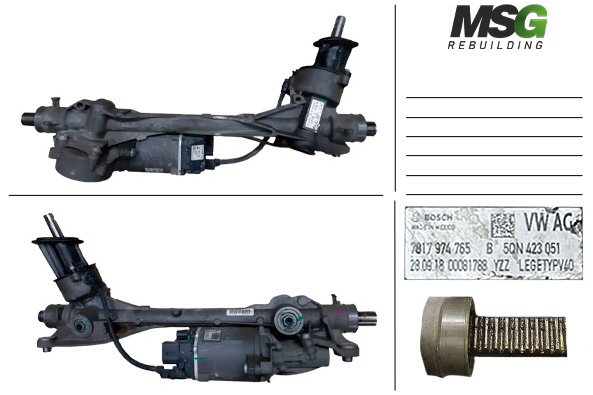 MSG
REBUILDING
BOSCH
MADE IN MEXICO
VW AG
7817 974 765 B 5QN 423 051
28.09.18 00081788 YZZ LEGETYPV40